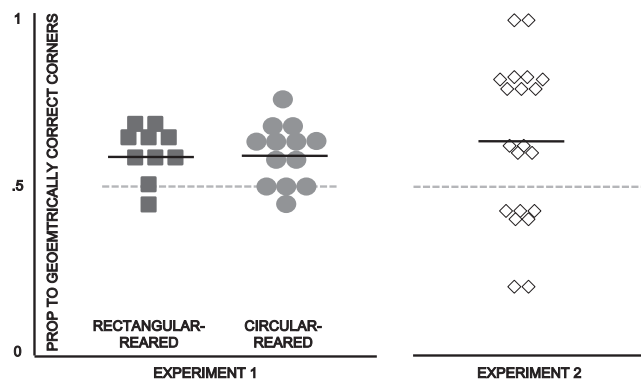 1
.5
0
PROP TO GEOEMTRICALLY CORRECT CORNERS
RECTANGULAR-
REARED
CIRCULAR-
REARED
EXPERIMENT 1
EXPERIMENT 2